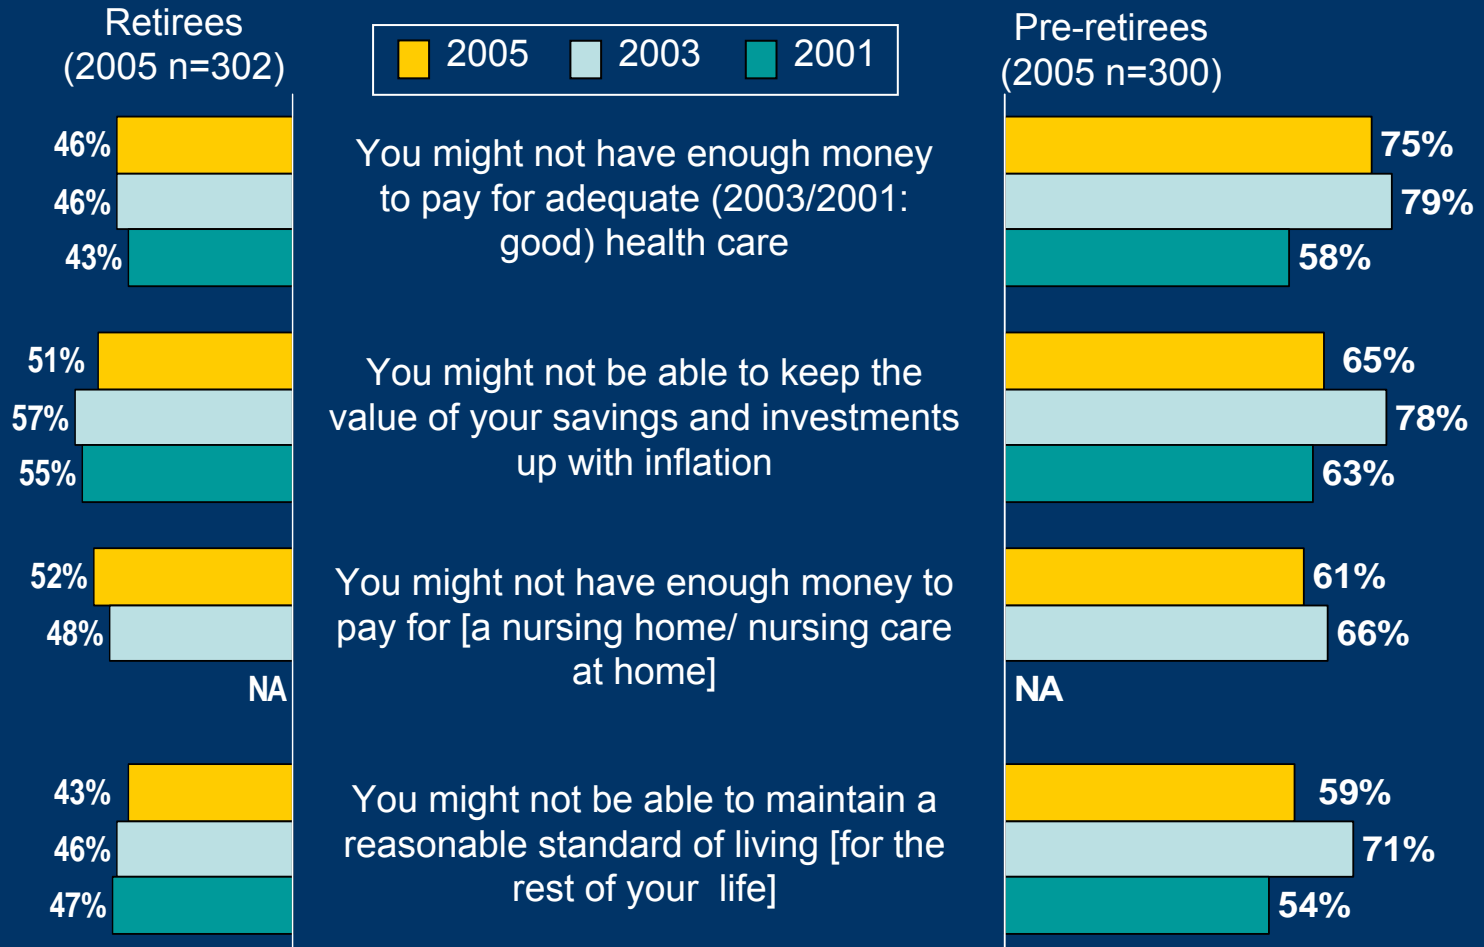 Retirees
(2005 n=302)
2005 2003 2001
Pre-retirees
(2005 n=300)
46%
46%
43%
You might not have enough money
to pay for adequate (2003/2001:
good) health care
75%
79%
58%
51%
57%
55%
You might not be able to keep the
value of your savings and investments
up with inflation
65%
78%
63%
52%
48%
NA
You might not have enough money to
pay for [a nursing home/ nursing care
at home]
61%
66%
NA
43%
46%
47%
You might not be able to maintain a
reasonable standard of living [for the
rest of your life]
59%
71%
54%